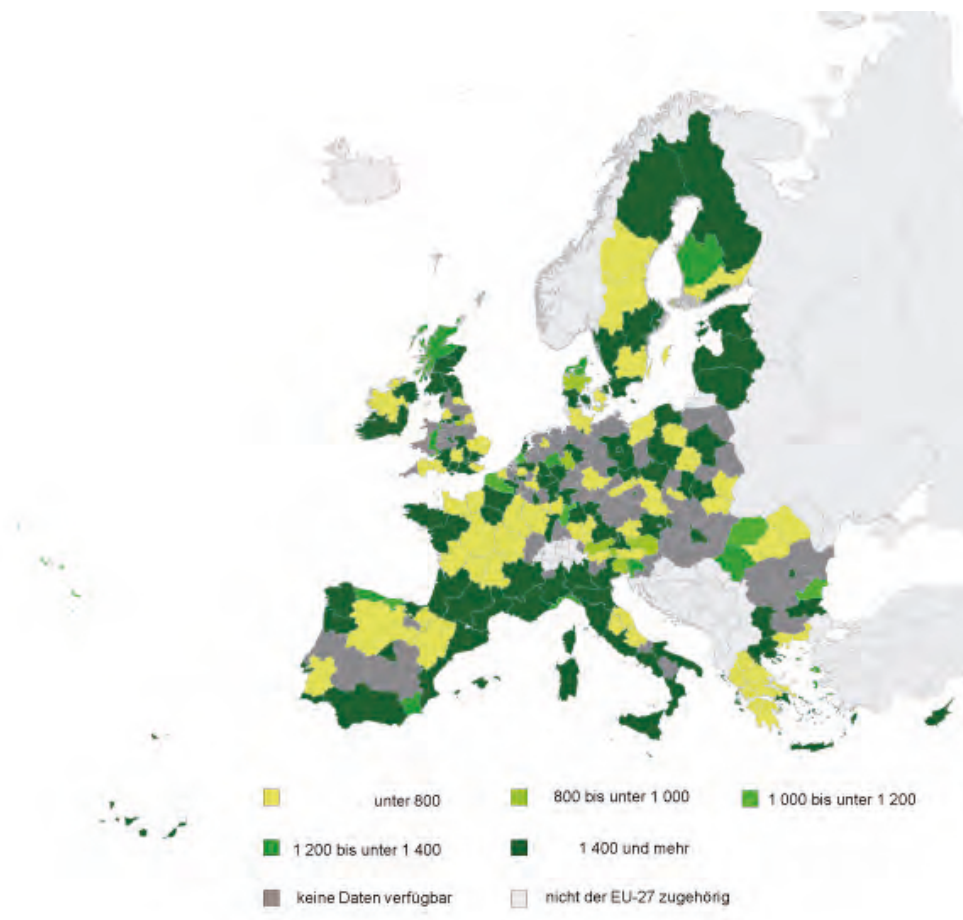 unter 800
800 bis unter 1 000
1 000 bis unter 1 200
1 200 bis unter 1 400
1 400 und mehr
keine Daten verfügbar
nicht der EU-27 zugehörig